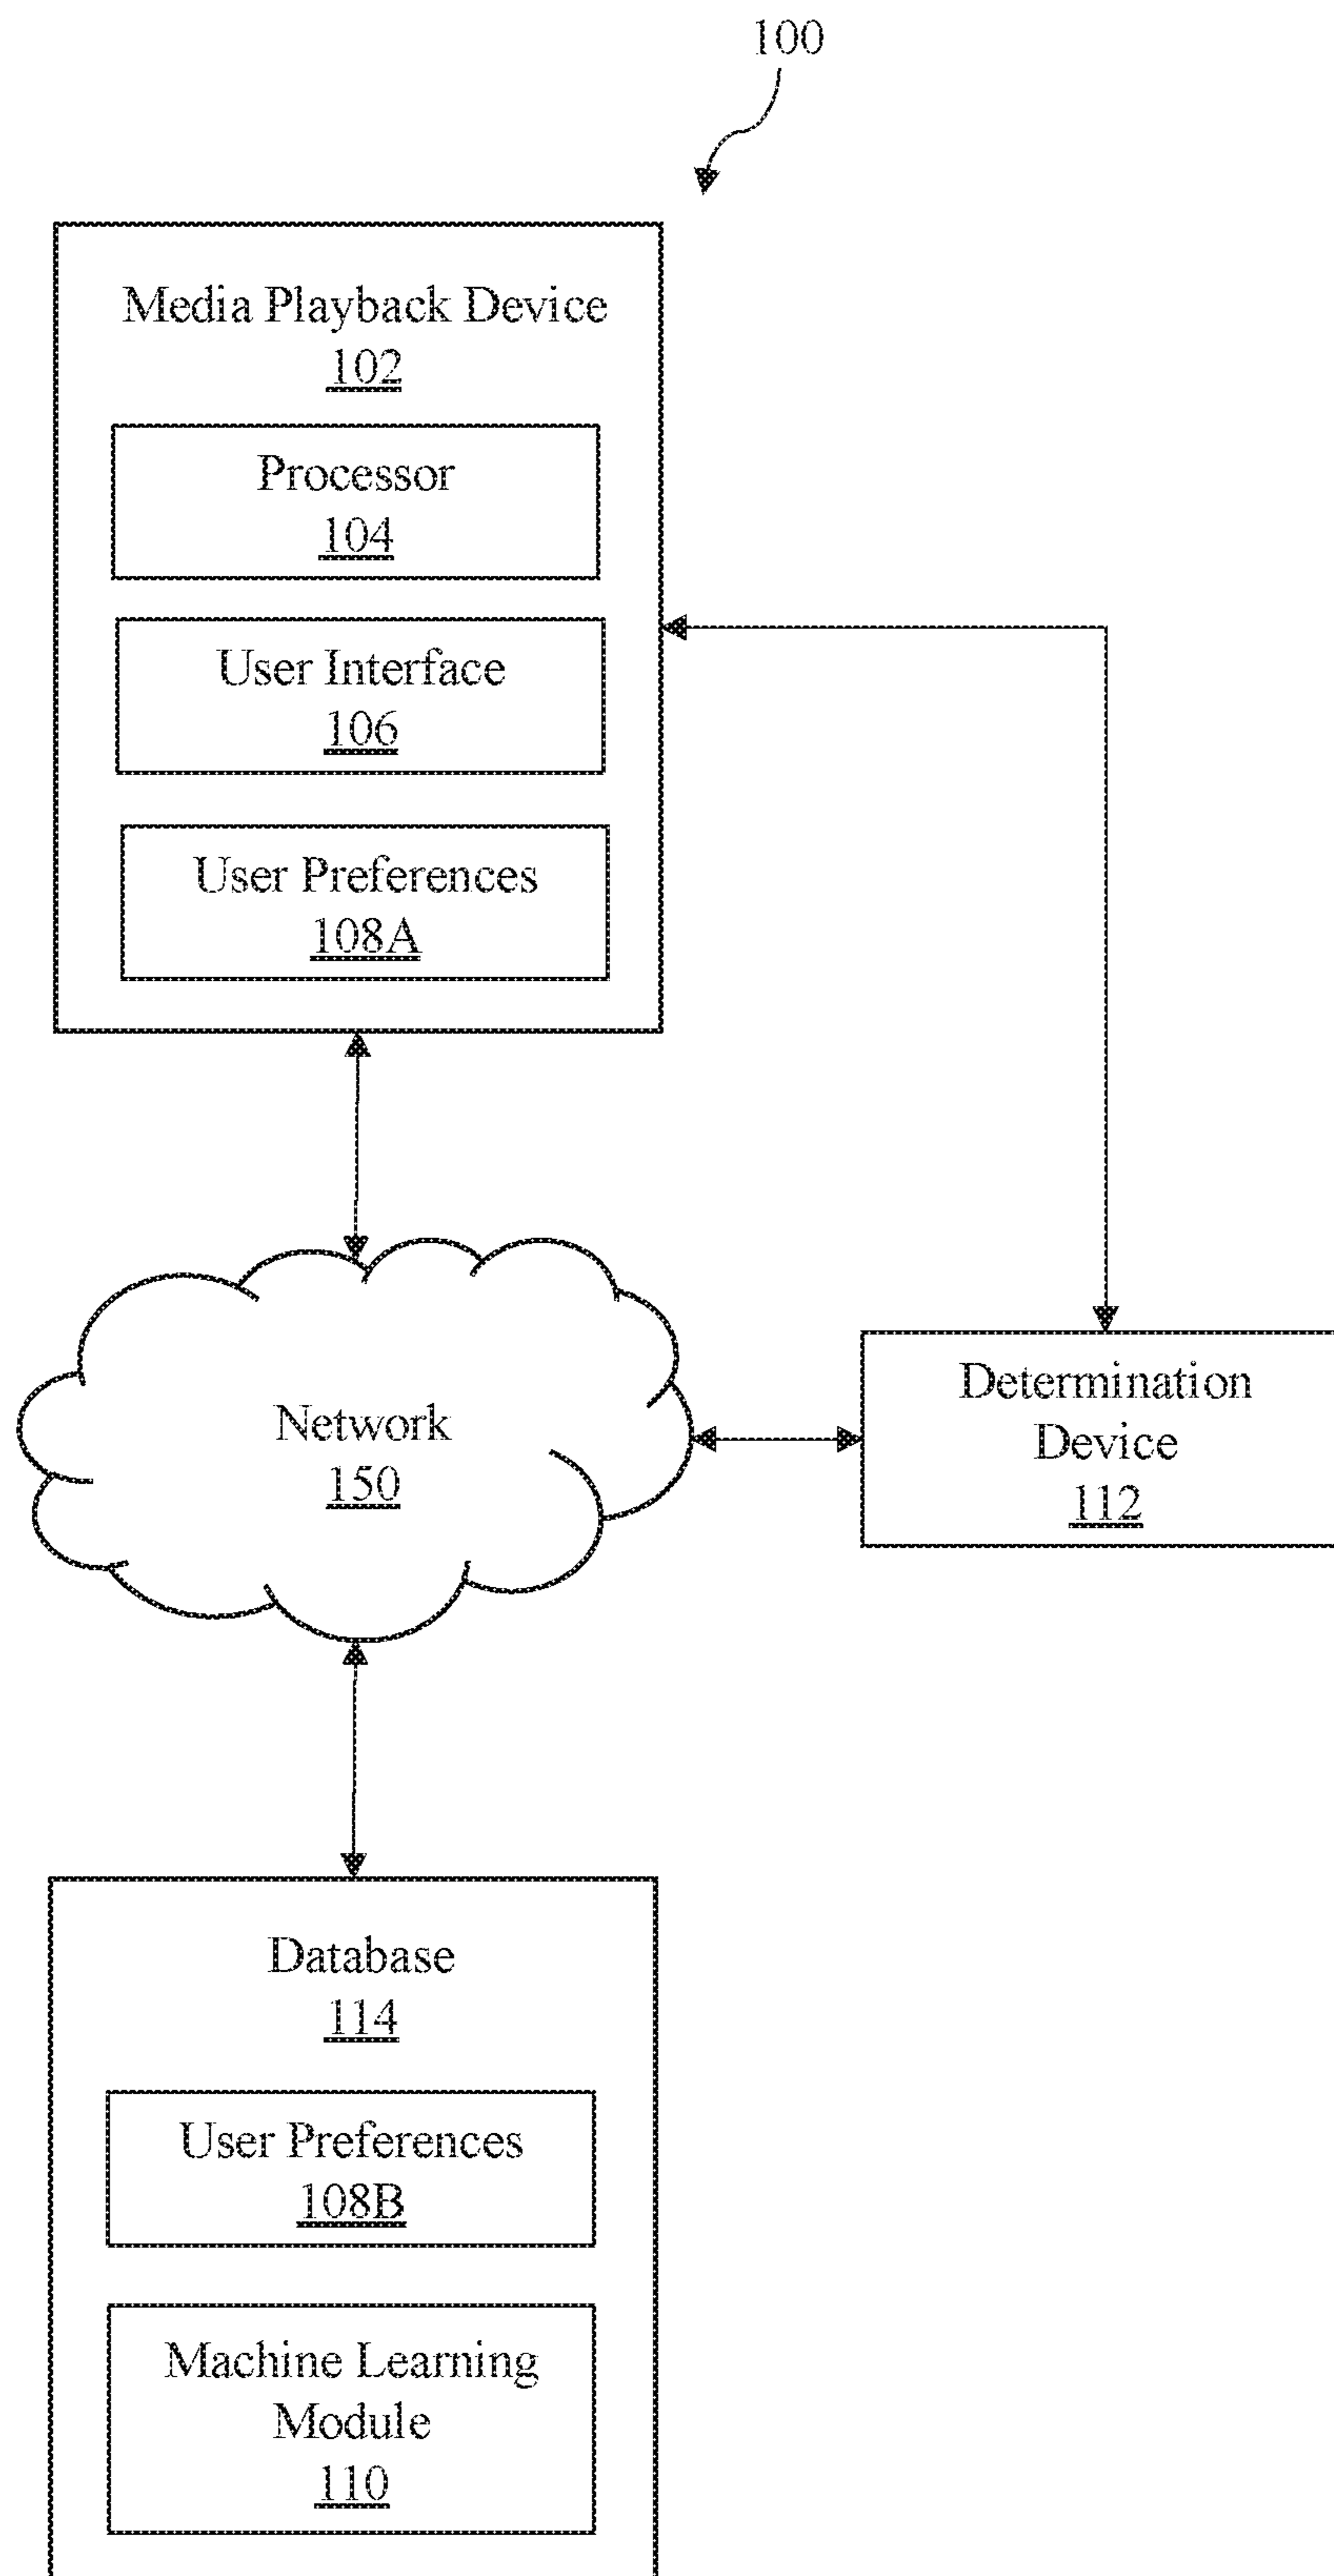 100
Media Playback Device
102
Processor
104
User Interface
106
User Preferences
108A
Network
150
Determination
Device
112
Database
114
User Preferences
108B
Machine Learning
Module
110